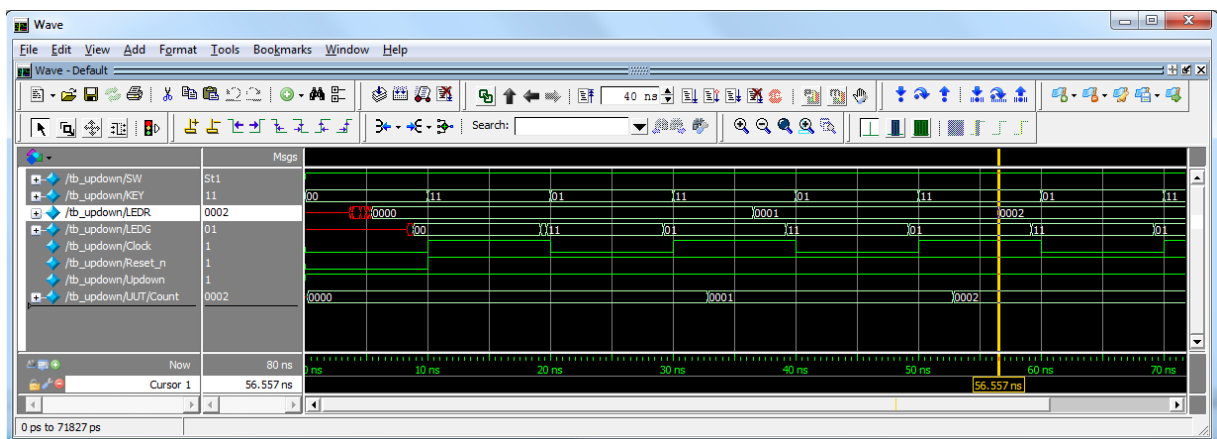 Wave
File Edit View Add Format Tools Bookmarks Window Help
Wave - Default
40 ns
Search:
Msgs
/tb_updown/SW St1
/tb_updown/KEY 11 00 11 01 11 01 11 01 11
/tb_updown/LEDR 0002 0000 0001 0002
/tb_updown/LEDG 01 00 11 01 11 01 11 01
/tb_updown/Clock 1
/tb_updown/Reset_n 1
/tb_updown/Updown 1
/tb_updown/UUT/Count 0002 0000 0001 0002
Now 80 ns ns 10 ns 20 ns 30 ns 40 ns 50 ns 60 ns 70 ns
Cursor 1 56.557 ns 56.557 ns
0 ps to 71827 ps